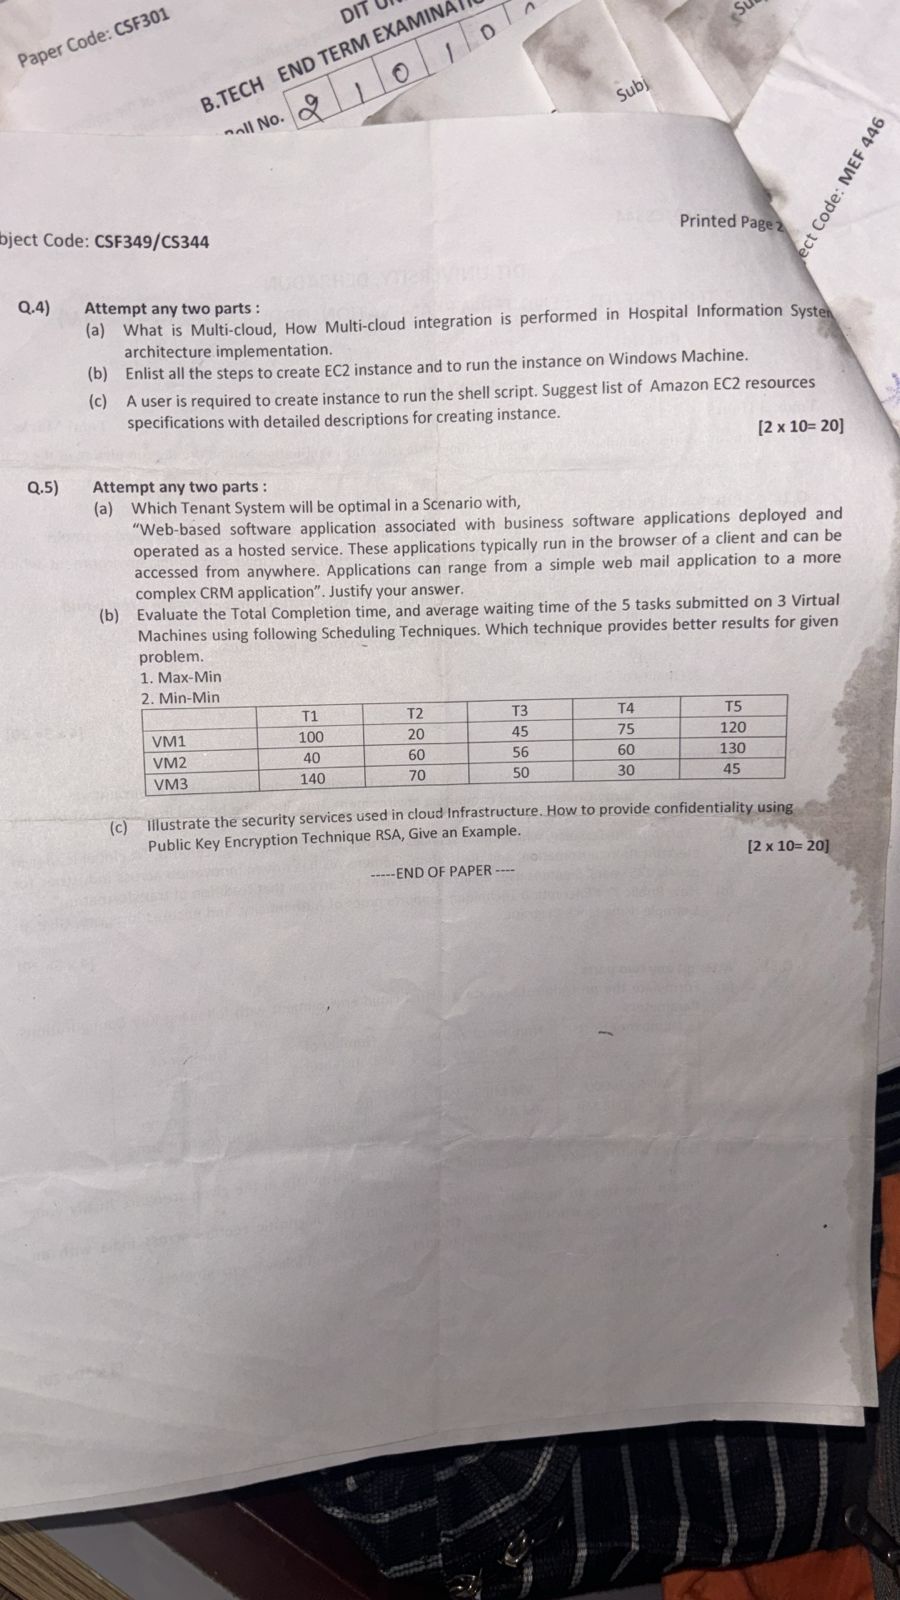 Paper Code: CSF301
B.TECH END TERM EXAMINATI
Roll No. 2 1 0 1 0
Subj
ect Code: MEF 446
Printed Page 2
bject Code: CSF349/CS344
Q.4) Attempt any two parts :
(a) What is Multi-cloud, How Multi-cloud integration is performed in Hospital Information System
architecture implementation.
(b) Enlist all the steps to create EC2 instance and to run the instance on Windows Machine.
(c) A user is required to create instance to run the shell script. Suggest list of Amazon EC2 resources
specifications with detailed descriptions for creating instance.
[2 x 10= 20]
Q.5) Attempt any two parts :
(a) Which Tenant System will be optimal in a Scenario with,
“Web-based software application associated with business software applications deployed and
operated as a hosted service. These applications typically run in the browser of a client and can be
accessed from anywhere. Applications can range from a simple web mail application to a more
complex CRM application”. Justify your answer.
(b) Evaluate the Total Completion time, and average waiting time of the 5 tasks submitted on 3 Virtual
Machines using following Scheduling Techniques. Which technique provides better results for given
problem.
1. Max-Min
2. Min-Min
T1 T2 T3 T4 T5
VM1 100 20 45 75 120
VM2 40 60 56 60 130
VM3 140 70 50 30 45
(c) Illustrate the security services used in cloud Infrastructure. How to provide confidentiality using
Public Key Encryption Technique RSA, Give an Example.
[2 x 10= 20]
-----END OF PAPER ----